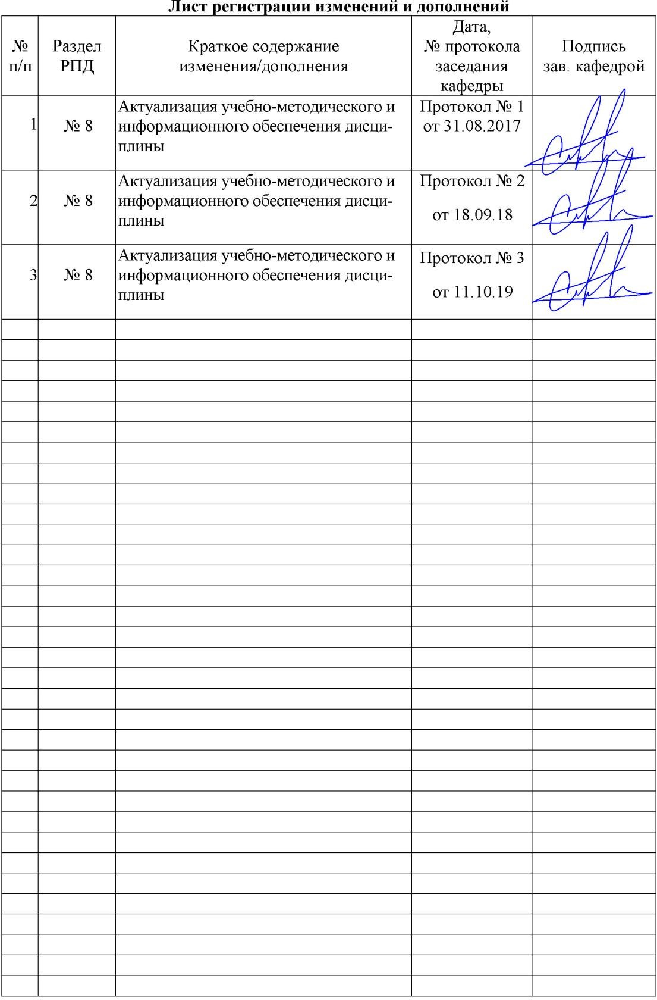 Лист регистрации изменений и дополнений
№
п/п
Раздел
РПД
Краткое содержание
изменения/дополнения
Дата,
№ протокола
заседания
кафедры
Подпись
зав. кафедрой
1
№ 8
Актуализация учебно-методического и
информационного обеспечения дисци-
плины
Протокол № 1
от 31.08.2017
2
№ 8
Актуализация учебно-методического и
информационного обеспечения дисци-
плины
Протокол № 2
от 18.09.18
3
№ 8
Актуализация учебно-методического и
информационного обеспечения дисци-
плины
Протокол № 3
от 11.10.19